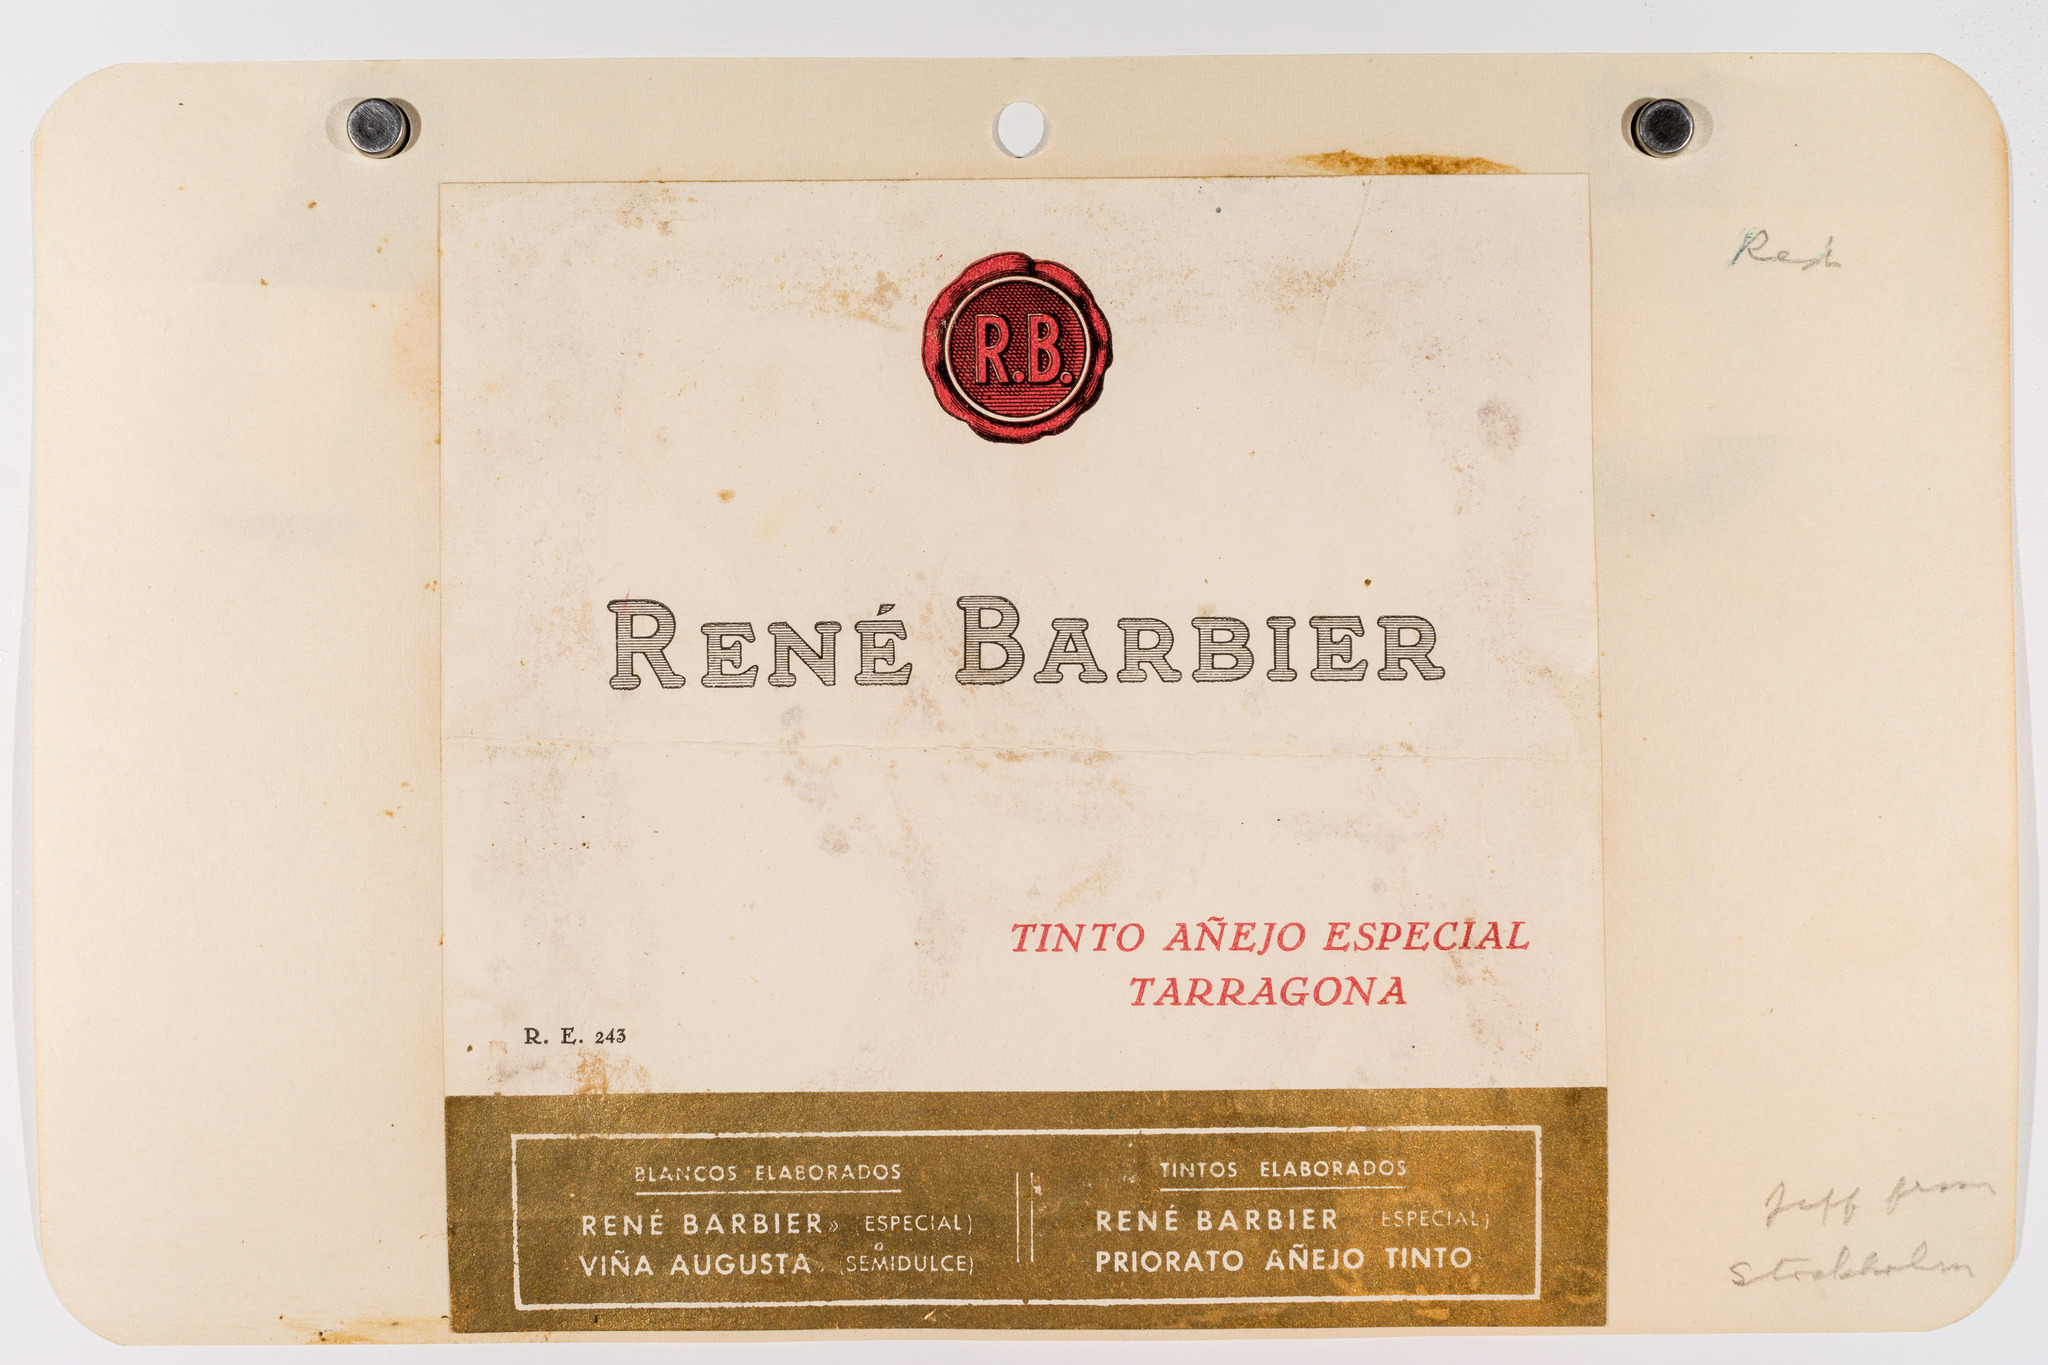 Red
R.B.
RENÉ BARBIER
TINTO AÑEJO ESPECIAL
TARRAGONA
R. E. 243
BLANCOS ELABORADOS
RENÉ BARBIER» (ESPECIAL)
VIÑA AUGUSTA (SEMIDULCE)
TINTOS ELABORADOS
RENÉ BARBIER (ESPECIAL)
PRIORATO AÑEJO TINTO
Jeff from
Stockholm